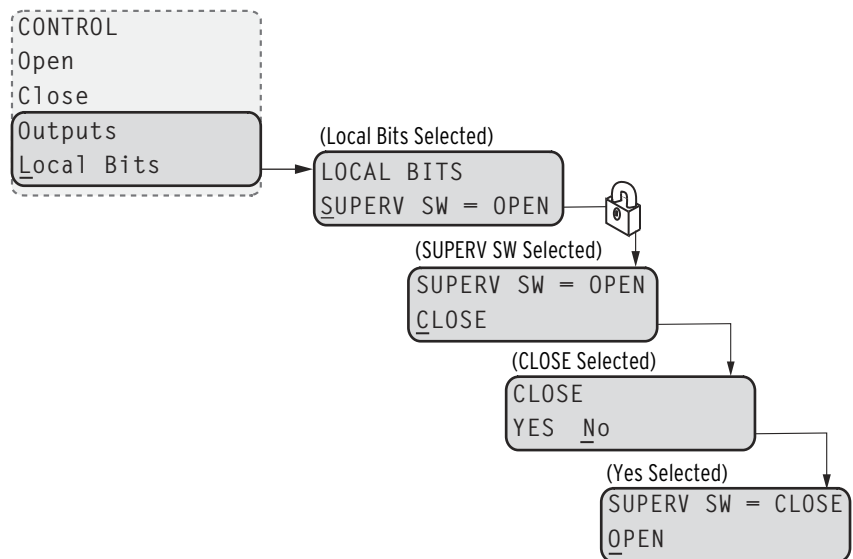 CONTROL
Open
Close
Outputs
Local Bits
(Local Bits Selected)
LOCAL BITS
SUPERV SW = OPEN
(SUPERV SW Selected)
SUPERV SW = OPEN
CLOSE
(CLOSE Selected)
CLOSE
YES No
(Yes Selected)
SUPERV SW = CLOSE
OPEN